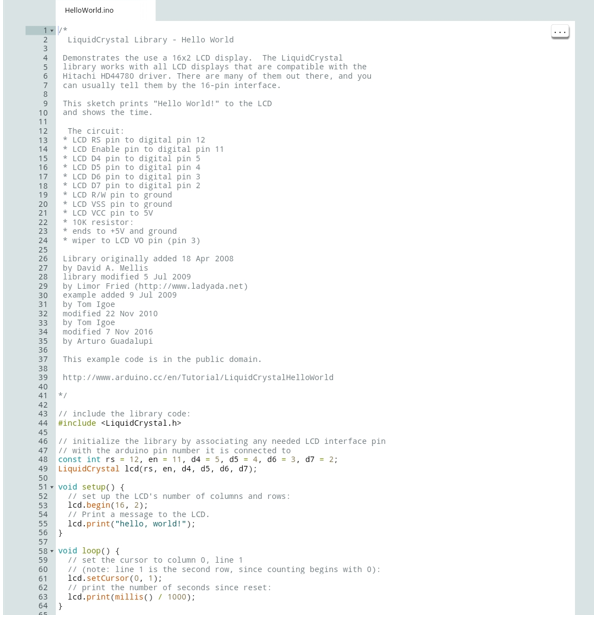 HelloWorld.ino
...
1 /*
2   LiquidCrystal Library - Hello World
3
4  Demonstrates the use a 16x2 LCD display.  The LiquidCrystal
5  library works with all LCD displays that are compatible with the
6  Hitachi HD44780 driver. There are many of them out there, and you
7  can usually tell them by the 16-pin interface.
8
9  This sketch prints "Hello World!" to the LCD
10  and shows the time.
11
12   The circuit:
13  * LCD RS pin to digital pin 12
14  * LCD Enable pin to digital pin 11
15  * LCD D4 pin to digital pin 5
16  * LCD D5 pin to digital pin 4
17  * LCD D6 pin to digital pin 3
18  * LCD D7 pin to digital pin 2
19  * LCD R/W pin to ground
20  * LCD VSS pin to ground
21  * LCD VCC pin to 5V
22  * 10K resistor:
23  * ends to +5V and ground
24  * wiper to LCD VO pin (pin 3)
25
26  Library originally added 18 Apr 2008
27  by David A. Mellis
28  library modified 5 Jul 2009
29  by Limor Fried (http://www.ladyada.net)
30  example added 9 Jul 2009
31  by Tom Igoe
32  modified 22 Nov 2010
33  by Tom Igoe
34  modified 7 Nov 2016
35  by Arturo Guadalupi
36
37  This example code is in the public domain.
38
39  http://www.arduino.cc/en/Tutorial/LiquidCrystalHelloWorld
40
41 */
42
43 // include the library code:
44 #include <LiquidCrystal.h>
45
46 // initialize the library by associating any needed LCD interface pin
47 // with the arduino pin number it is connected to
48 const int rs = 12, en = 11, d4 = 5, d5 = 4, d6 = 3, d7 = 2;
49 LiquidCrystal lcd(rs, en, d4, d5, d6, d7);
50
51 void setup() {
52   // set up the LCD's number of columns and rows:
53   lcd.begin(16, 2);
54   // Print a message to the LCD.
55   lcd.print("hello, world!");
56 }
57
58 void loop() {
59   // set the cursor to column 0, line 1
60   // (note: line 1 is the second row, since counting begins with 0):
61   lcd.setCursor(0, 1);
62   // print the number of seconds since reset:
63   lcd.print(millis() / 1000);
64 }